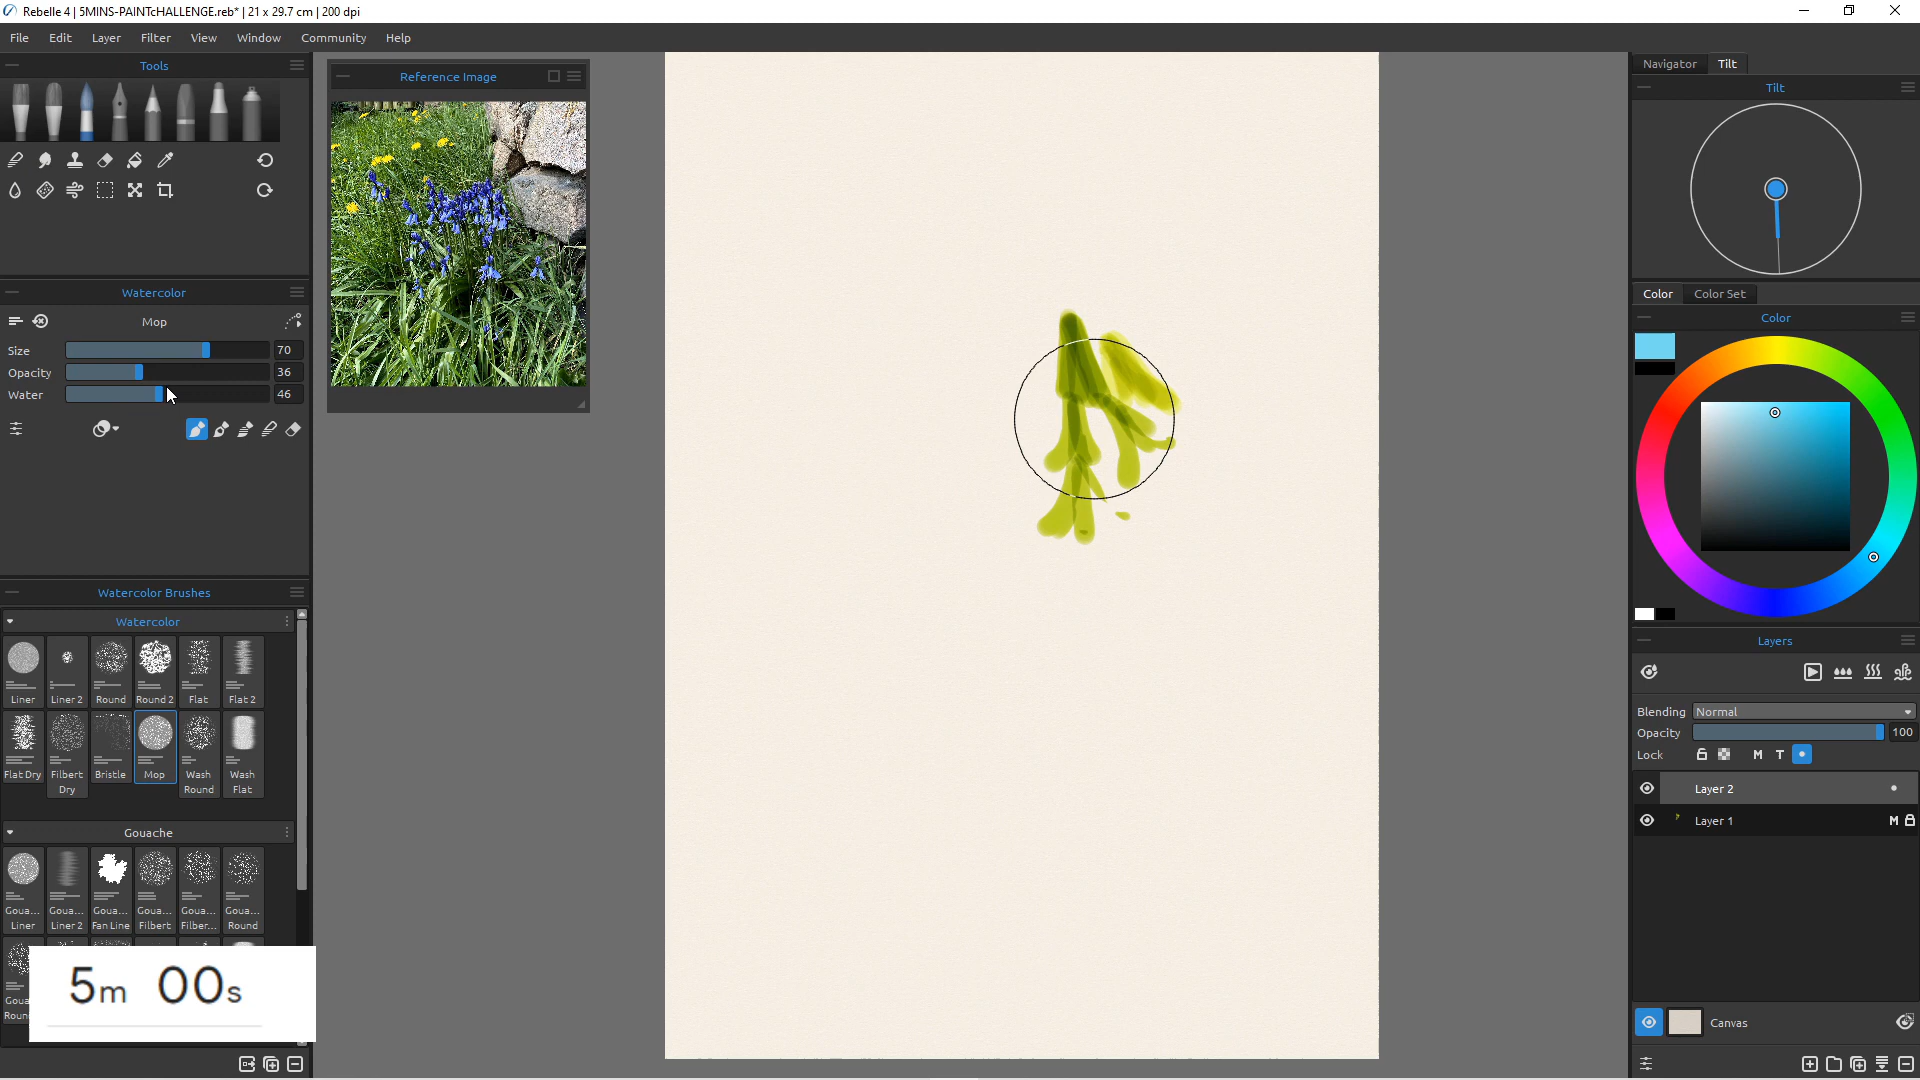 Rebelle 4 | 5MINS-PAINTcHALLENGE.reb* | 21 x 29.7 cm | 200 dpi
File Edit Layer Filter View Window Community Help
Tools
Reference Image
Navigator Tilt
Tilt
Watercolor
Mop
Size 70
Opacity 36
Water 46
Color Color Set
Color
Watercolor Brushes
Watercolor
Liner Liner 2 Round Round 2 Flat Flat 2
Flat Dry Filbert Dry Bristle Mop Wash Round Wash Flat
Gouache
Goua... Liner Goua... Liner 2 Goua... Fan Line Goua... Filbert Goua... Filber... Goua... Round
Goua
Roun
5m 00s
Layers
Blending Normal
Opacity 100
Lock M T
Layer 2
Layer 1 M
Canvas